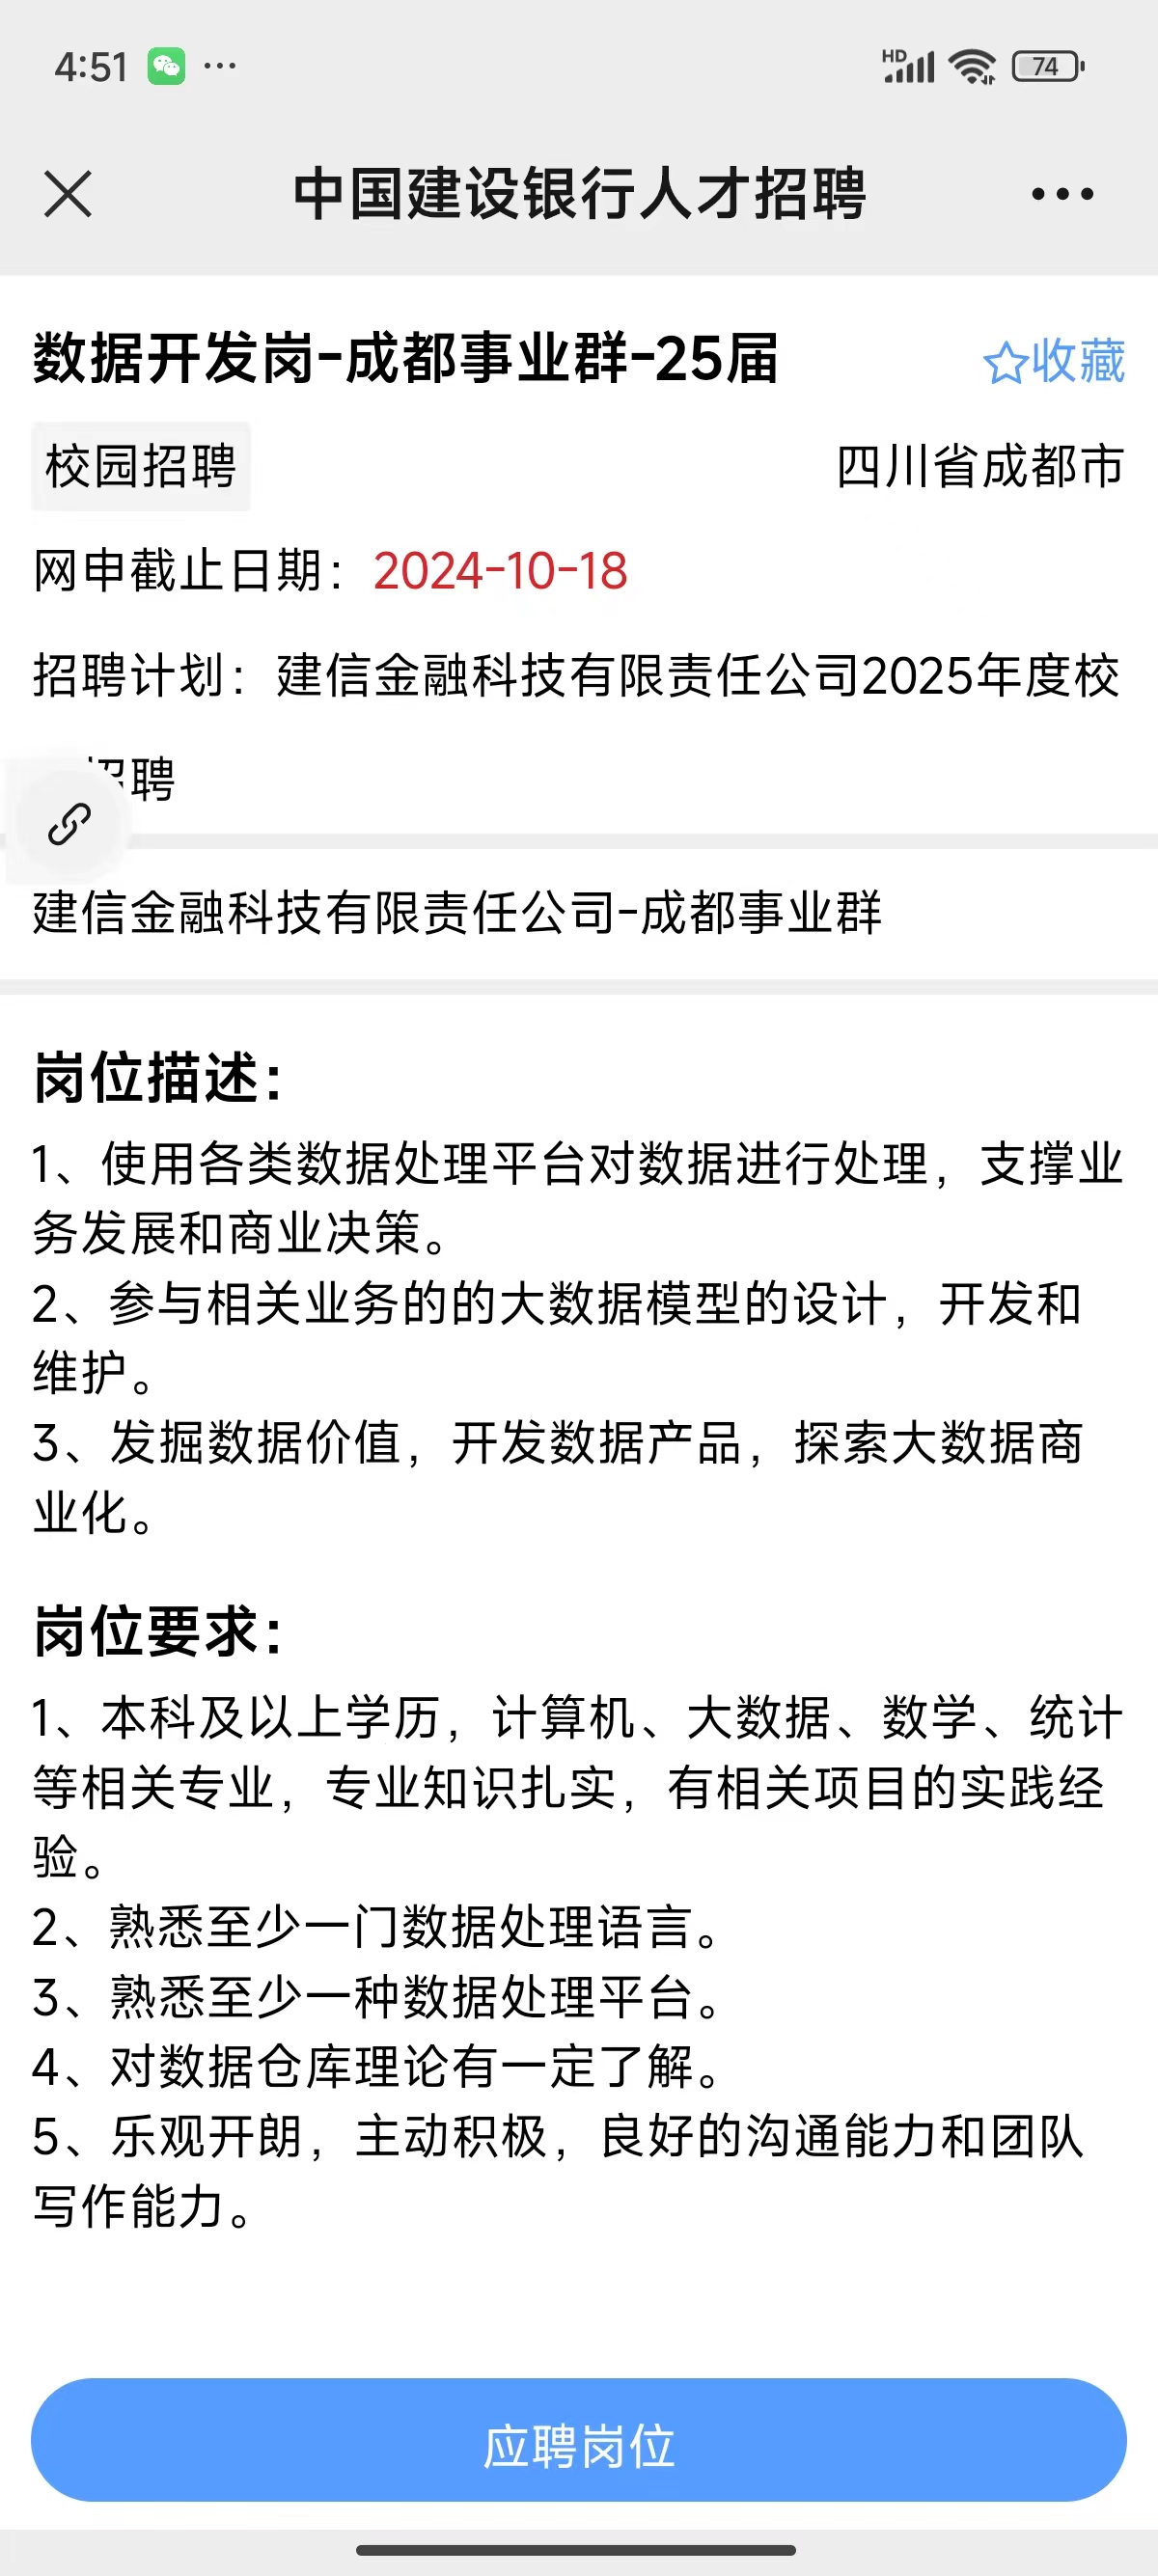 4:51
HD
74
中国建设银行人才招聘
数据开发岗-成都事业群-25届
收藏
校园招聘
四川省成都市
网申截止日期：2024-10-18
招聘计划：建信金融科技有限责任公司2025年度校
招聘
建信金融科技有限责任公司-成都事业群
岗位描述：
1、使用各类数据处理平台对数据进行处理，支撑业
务发展和商业决策。
2、参与相关业务的的大数据模型的设计，开发和
维护。
3、发掘数据价值，开发数据产品，探索大数据商
业化。
岗位要求：
1、本科及以上学历，计算机、大数据、数学、统计
等相关专业，专业知识扎实，有相关项目的实践经
验。
2、熟悉至少一门数据处理语言。
3、熟悉至少一种数据处理平台。
4、对数据仓库理论有一定了解。
5、乐观开朗，主动积极，良好的沟通能力和团队
写作能力。
应聘岗位